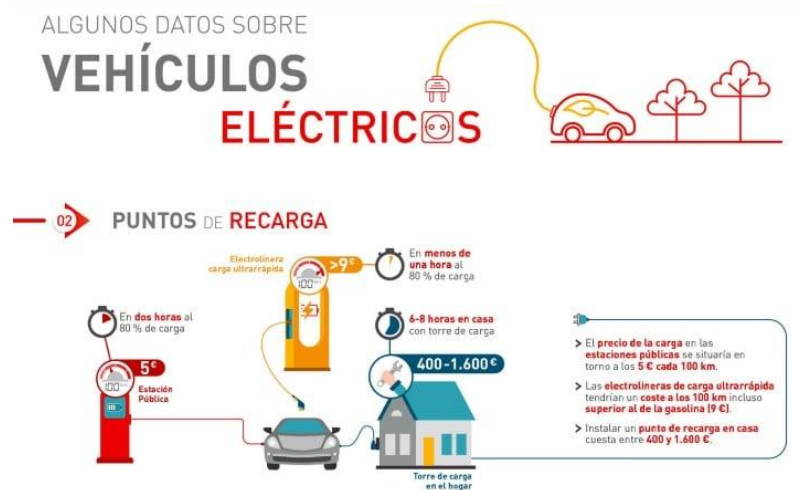 ALGUNOS DATOS SOBRE
VEHÍCULOS
ELÉCTRICOS
02
PUNTOS DE RECARGA
Electrolinera
carga ultrarrápida
100
>9€
En menos de
una hora al
80 % de carga
En dos horas al
80 % de carga
5€
100
Estación
Pública
6-8 horas en casa
con torre de carga
400-1.600€
Torre de carga
en el hogar
> El precio de la carga en las
estaciones públicas se situaría en
torno a los 5 € cada 100 km.
> Las electrolineras de carga ultrarrápida
tendrían un coste a los 100 km incluso
superior al de la gasolina (9 €).
> Instalar un punto de recarga en casa
cuesta entre 400 y 1.600 €.